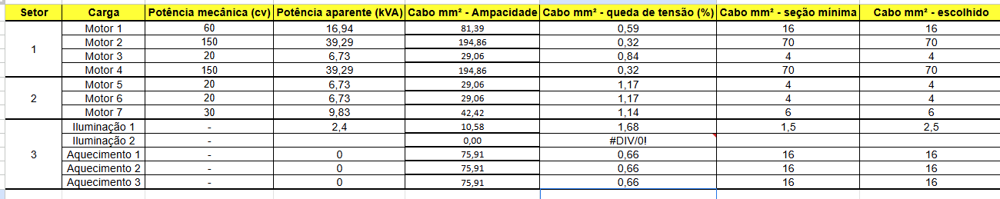 Setor Carga Potência mecânica (cv) Potência aparente (kVA) Cabo mm² - Ampacidade Cabo mm² - queda de tensão (%) Cabo mm² - seção mínima Cabo mm² - escolhido
1
Motor 1 60 16,94 81,39 0,59 16 16
Motor 2 150 39,29 194,86 0,32 70 70
Motor 3 20 6,73 29,06 0,84 4 4
Motor 4 150 39,29 194,86 0,32 70 70
2
Motor 5 20 6,73 29,06 1,17 4 4
Motor 6 20 6,73 29,06 1,17 4 4
Motor 7 30 9,83 42,42 1,14 6 6
3
Iluminação 1 - 2,4 10,58 1,68 1,5 2,5
Iluminação 2 - 0,00 #DIV/0!
Aquecimento 1 - 0 75,91 0,66 16 16
Aquecimento 2 - 0 75,91 0,66 16 16
Aquecimento 3 - 0 75,91 0,66 16 16